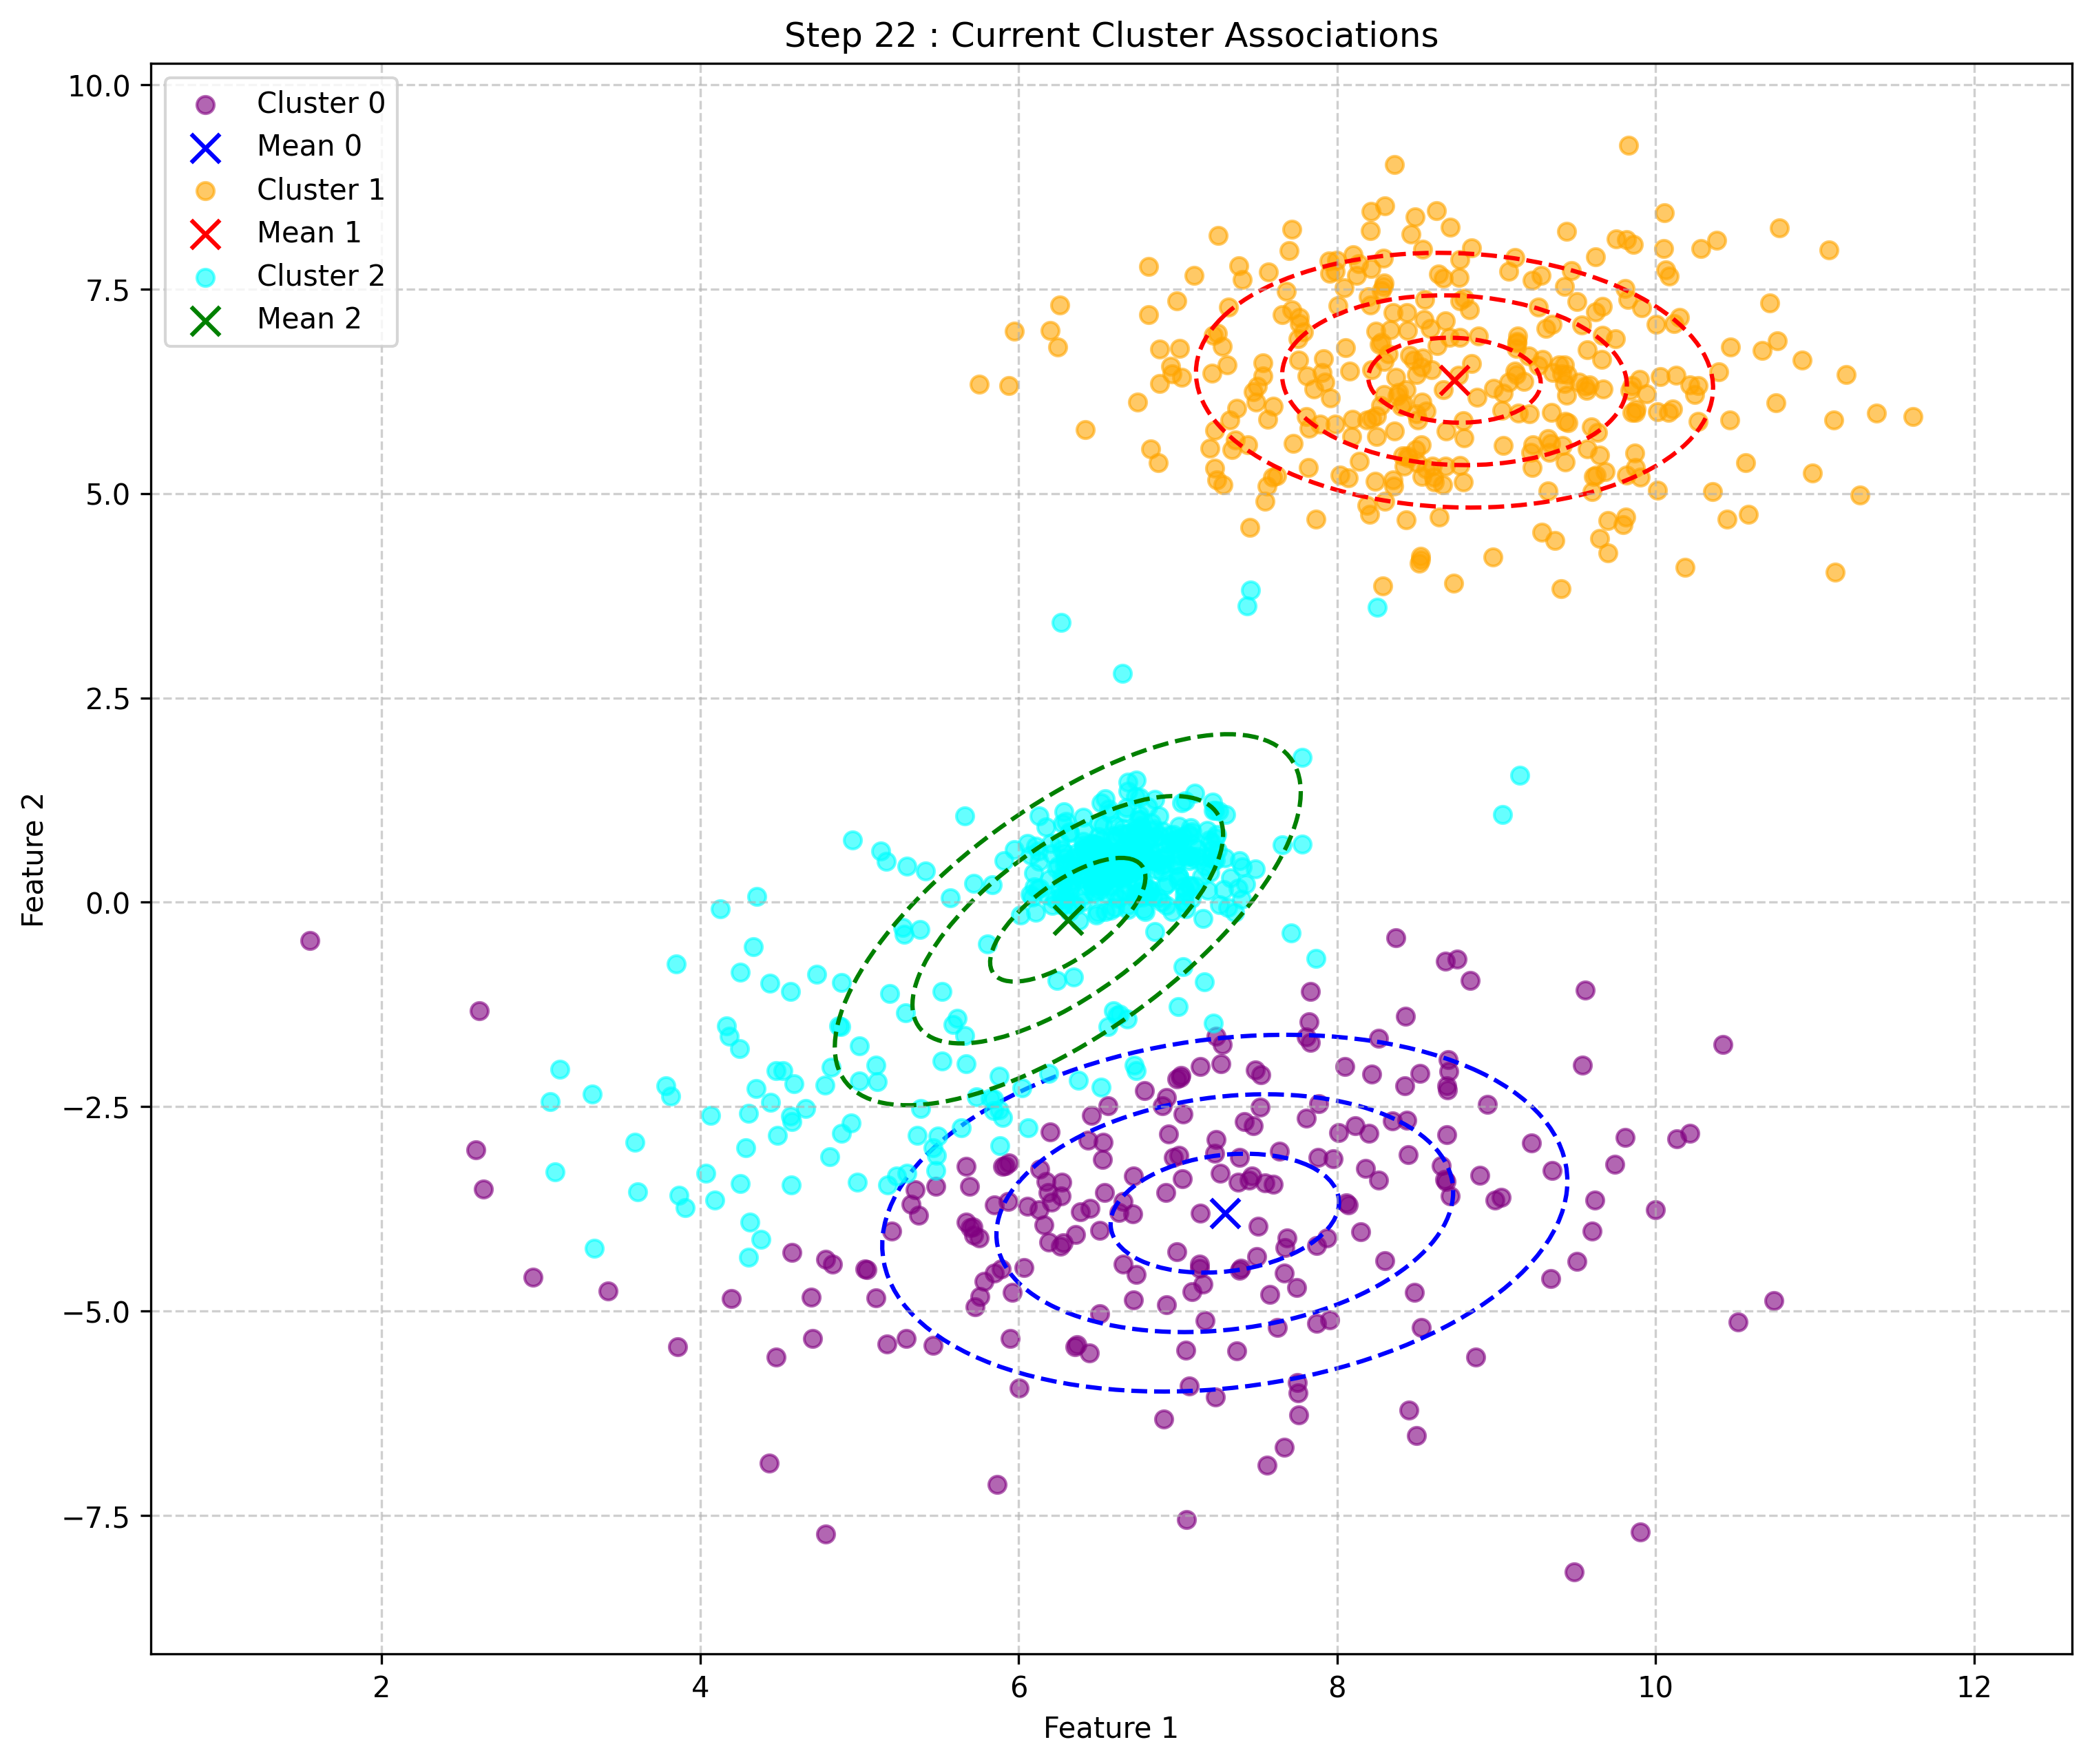 Step 22 : Current Cluster Associations
Cluster 0
Mean 0
Cluster 1
Mean 1
Cluster 2
Mean 2
10.0
7.5
5.0
2.5
0.0
−2.5
−5.0
−7.5
Feature 2
2 4 6 8 10 12
Feature 1